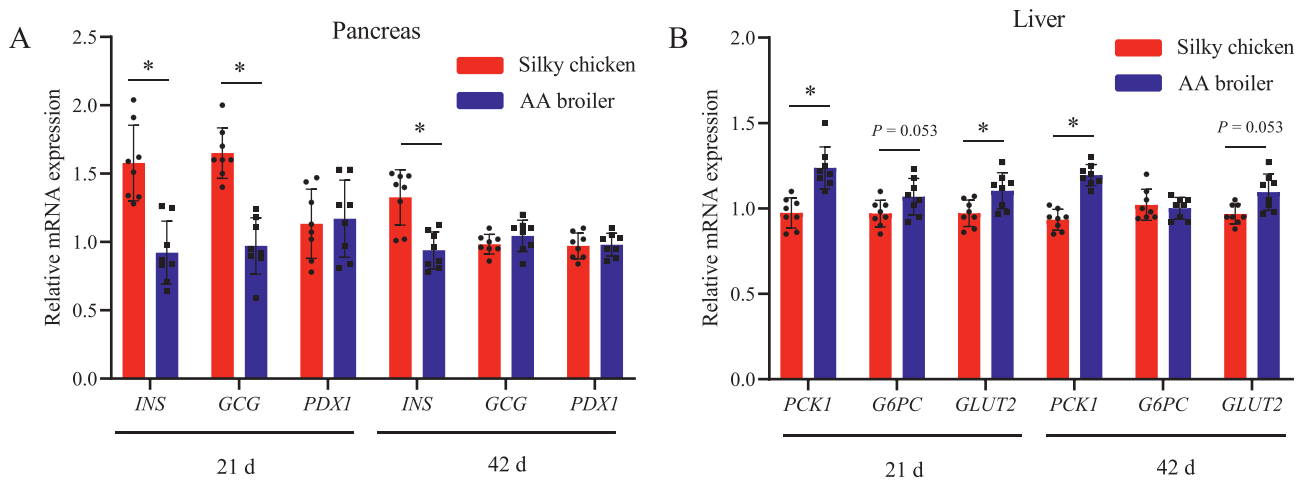 A
Pancreas
Relative mRNA expression
2.5
2.0
1.5
1.0
0.5
0.0
Silky chicken
AA broiler
*
*
*
INS
GCG
PDX1
INS
GCG
PDX1
21 d
42 d
B
Liver
Relative mRNA expression
2.0
1.5
1.0
0.5
0.0
Silky chicken
AA broiler
*
P = 0.053
*
*
P = 0.053
PCK1
G6PC
GLUT2
PCK1
G6PC
GLUT2
21 d
42 d